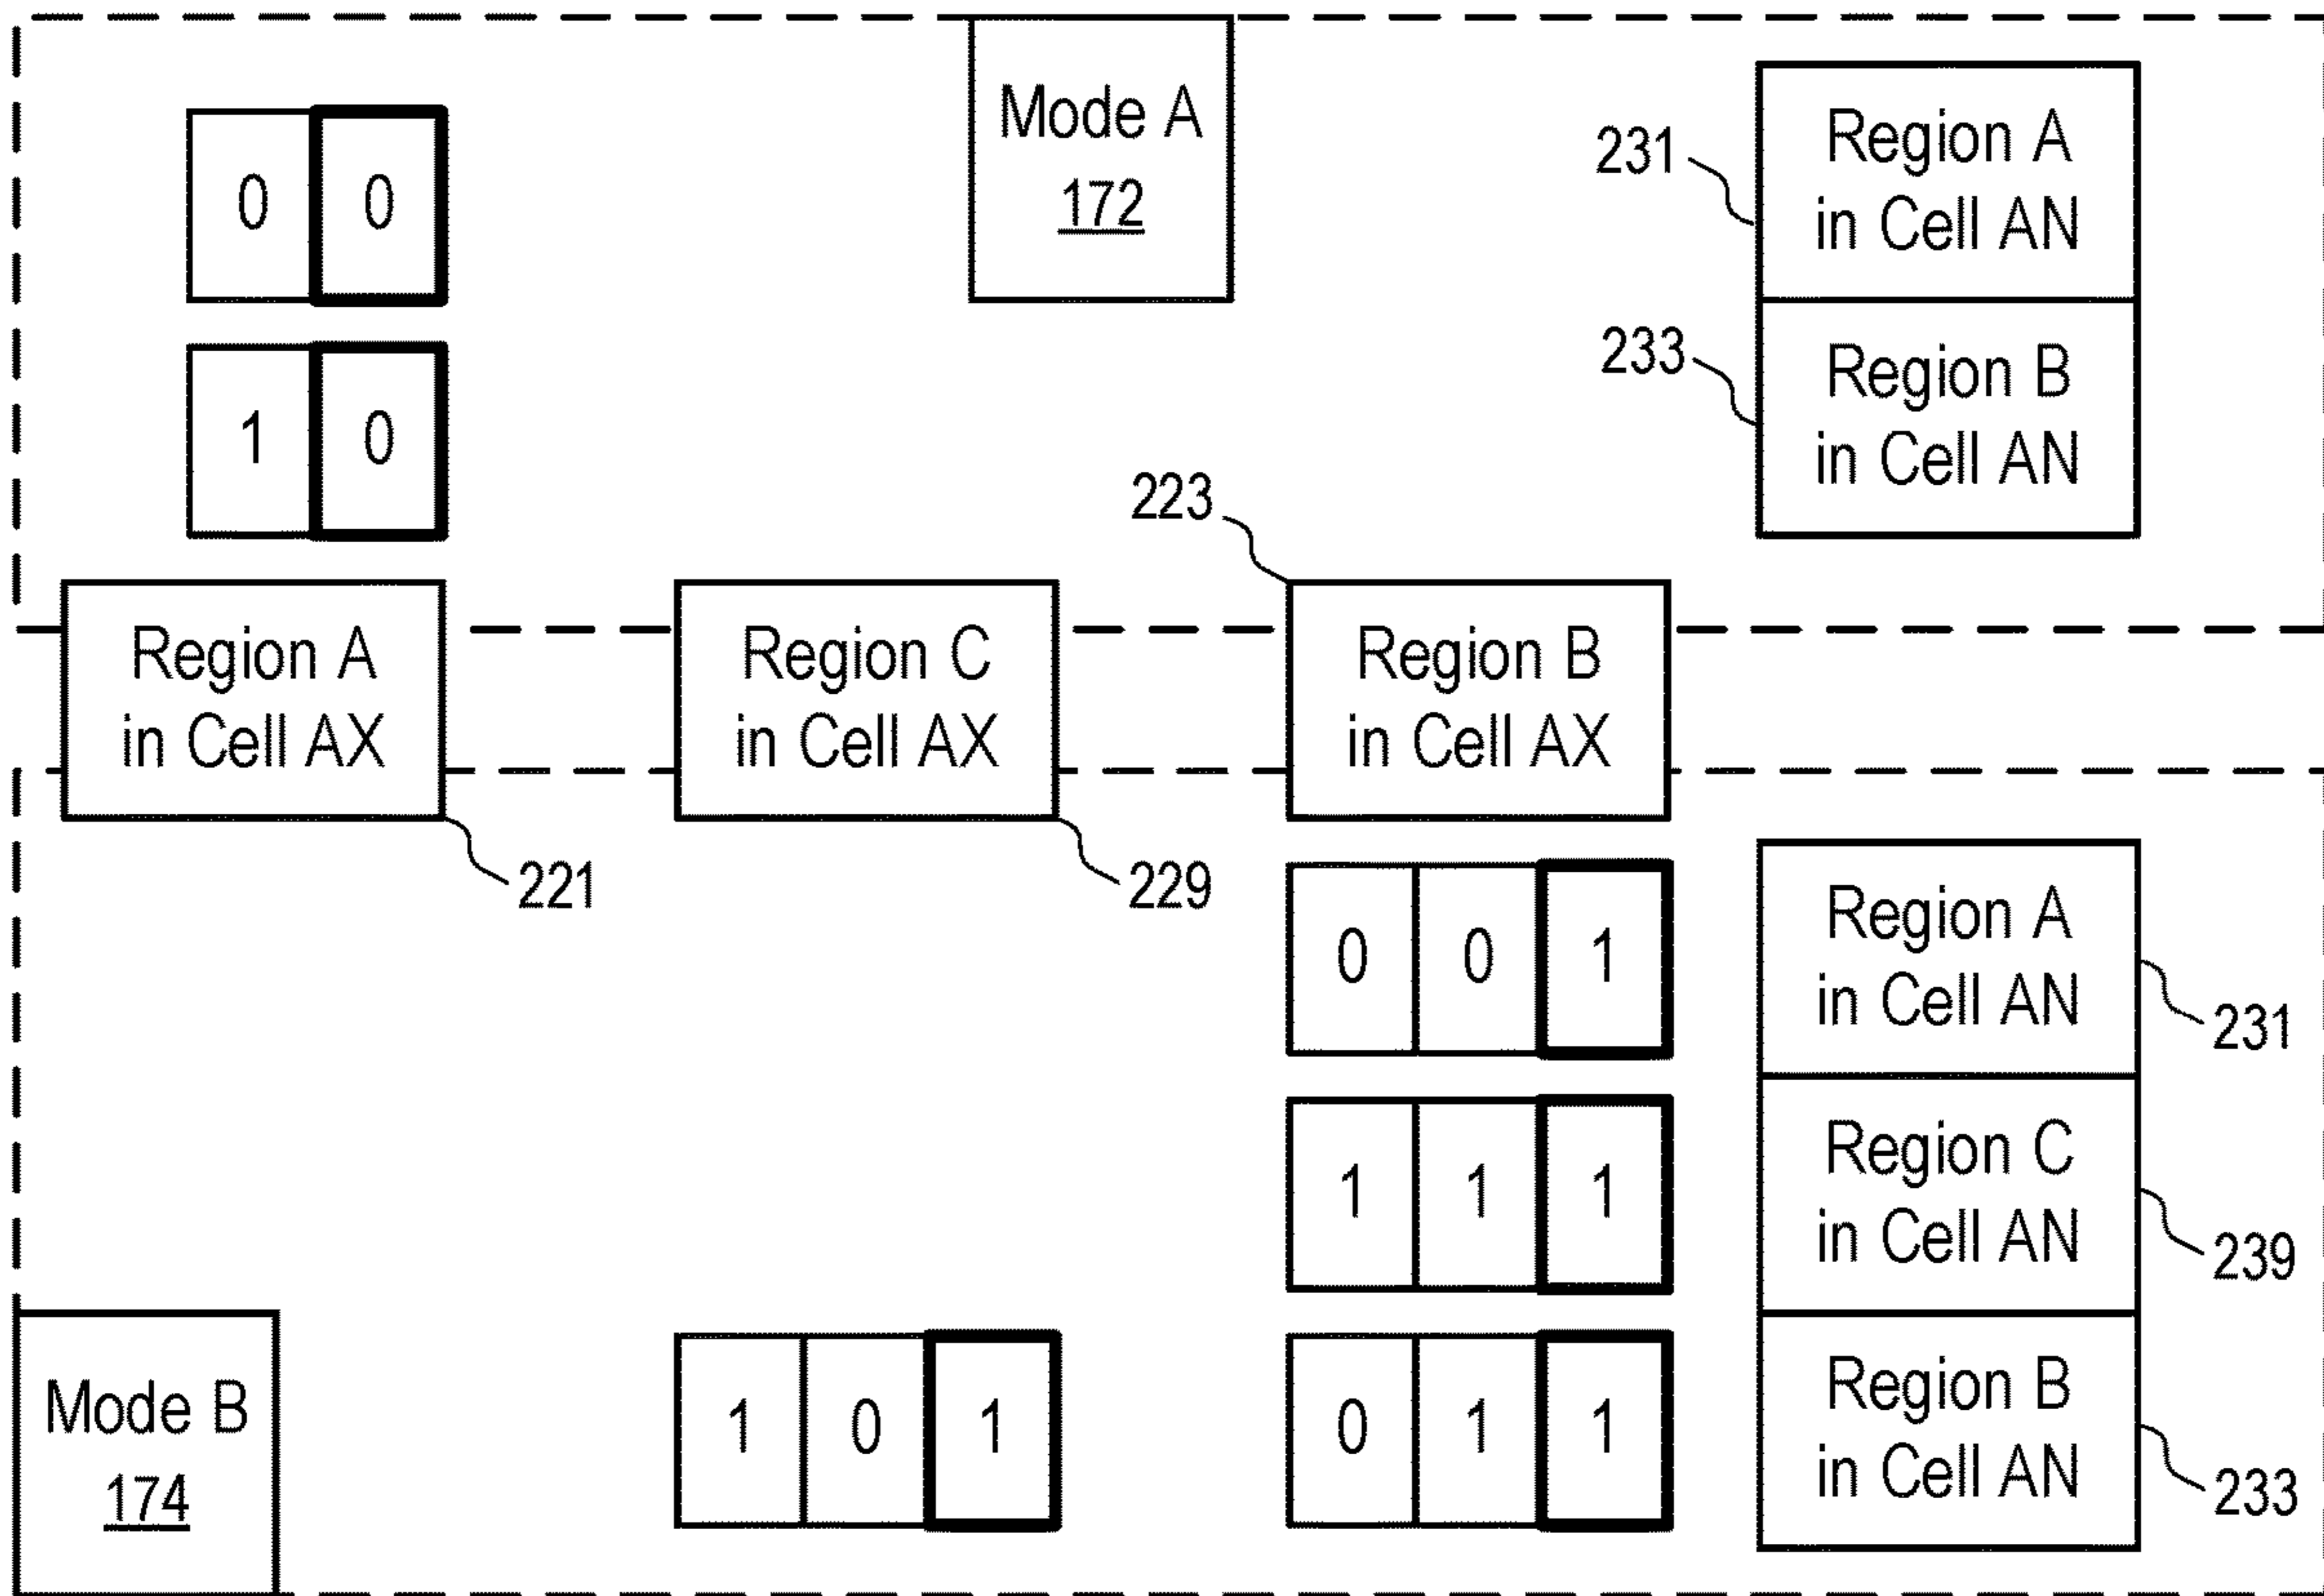 Mode A
172
231
Region A
in Cell AN
0 0
233
Region B
in Cell AN
1 0
223
Region A
in Cell AX
Region C
in Cell AX
Region B
in Cell AX
221
229
Region A
in Cell AN
0 0 1
231
Region C
in Cell AN
1 1 1
239
Mode B
174
1 0 1
0 1 1
Region B
in Cell AN
233